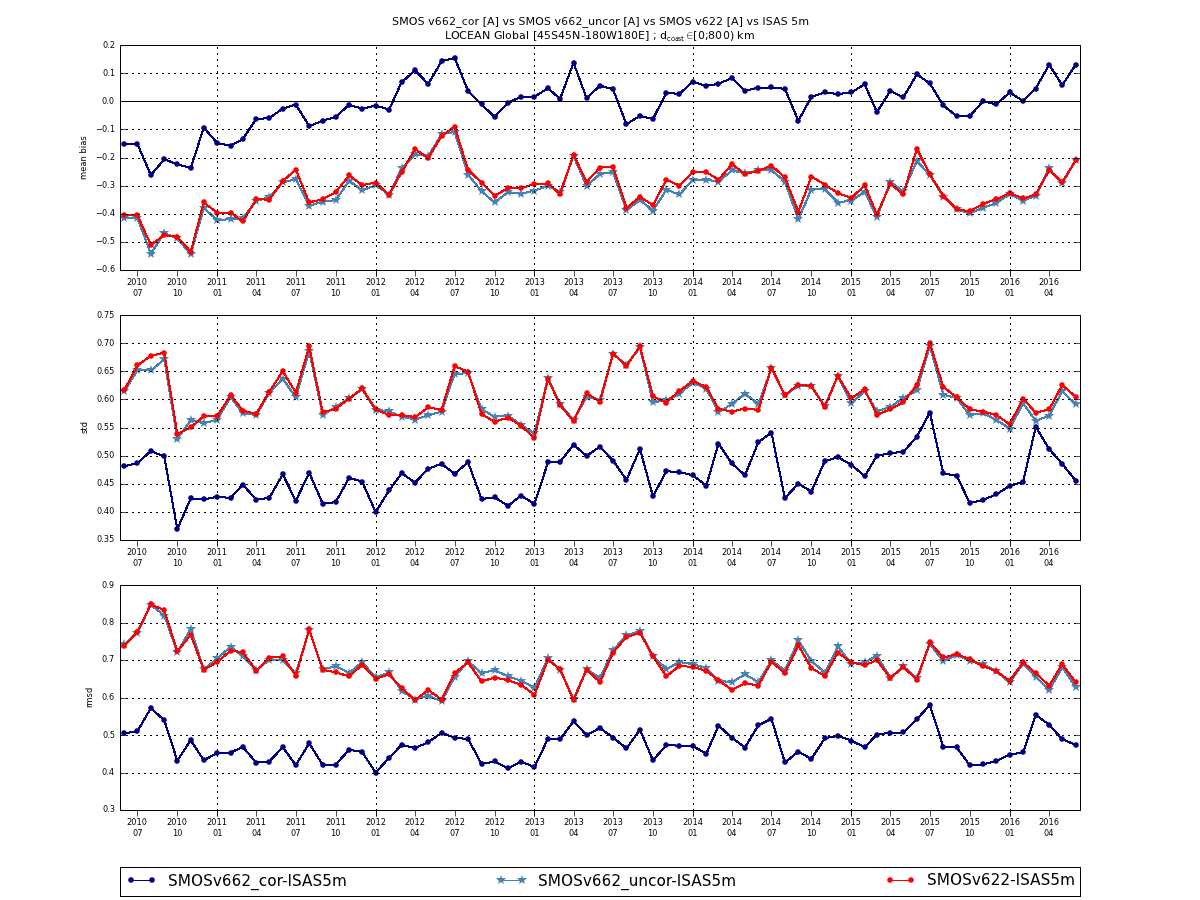 SMOS v662_cor [A] vs SMOS v662_uncor [A] vs SMOS v622 [A] vs ISAS 5m
LOCEAN Global [45S45N-180W180E] ; d_coast ∈[0;800) km
0.2
0.1
0.0
−0.1
−0.2
−0.3
−0.4
−0.5
−0.6
mean bias
2010 2010 2011 2011 2011 2011 2012 2012 2012 2012 2013 2013 2013 2013 2014 2014 2014 2014 2015 2015 2015 2015 2016 2016
07 10 01 04 07 10 01 04 07 10 01 04 07 10 01 04 07 10 01 04 07 10 01 04
0.75
0.70
0.65
0.60
0.55
0.50
0.45
0.40
0.35
std
2010 2010 2011 2011 2011 2011 2012 2012 2012 2012 2013 2013 2013 2013 2014 2014 2014 2014 2015 2015 2015 2015 2016 2016
07 10 01 04 07 10 01 04 07 10 01 04 07 10 01 04 07 10 01 04 07 10 01 04
0.9
0.8
0.7
0.6
0.5
0.4
0.3
rmsd
2010 2010 2011 2011 2011 2011 2012 2012 2012 2012 2013 2013 2013 2013 2014 2014 2014 2014 2015 2015 2015 2015 2016 2016
07 10 01 04 07 10 01 04 07 10 01 04 07 10 01 04 07 10 01 04 07 10 01 04
SMOSv662_cor-ISAS5m SMOSv662_uncor-ISAS5m SMOSv622-ISAS5m